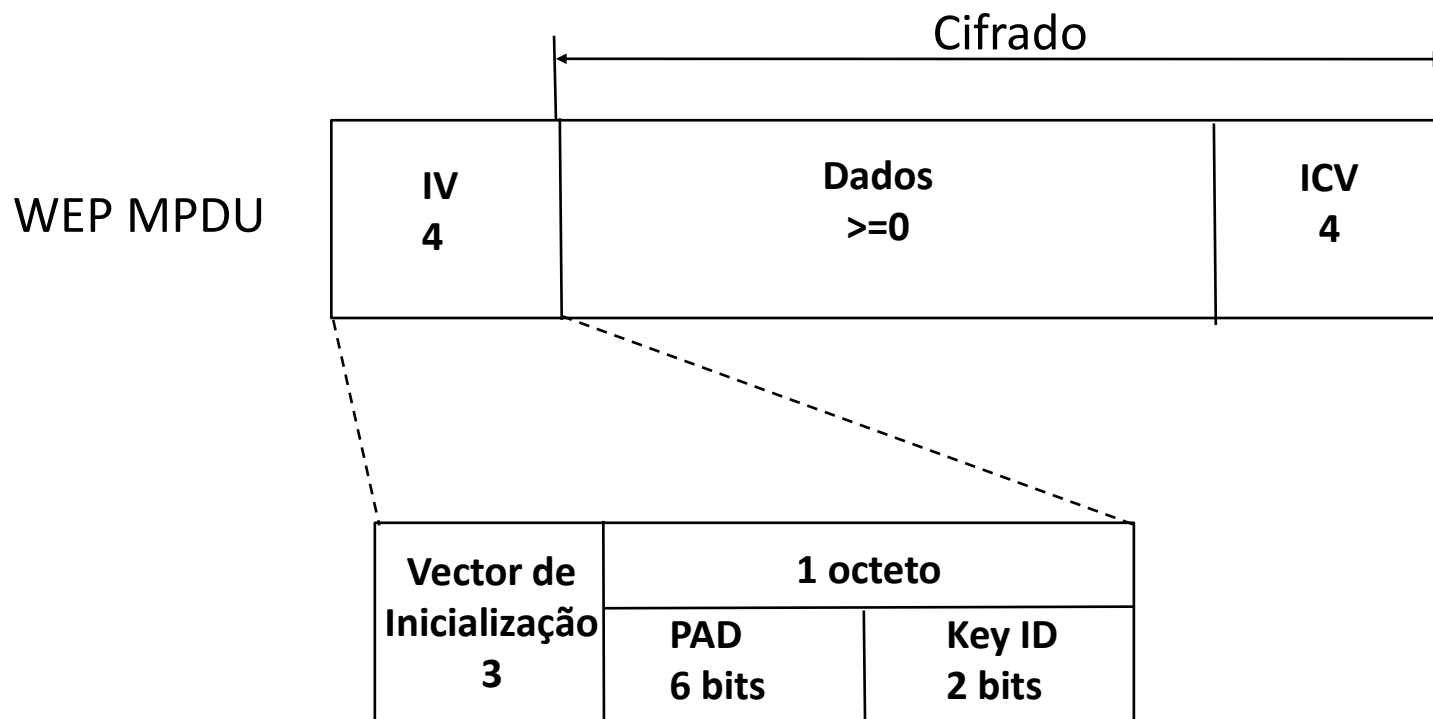 Cifrado
WEP MPDU
IV
4
Dados
>=0
ICV
4
Vector de
Inicialização
3
1 octeto
PAD
6 bits
Key ID
2 bits